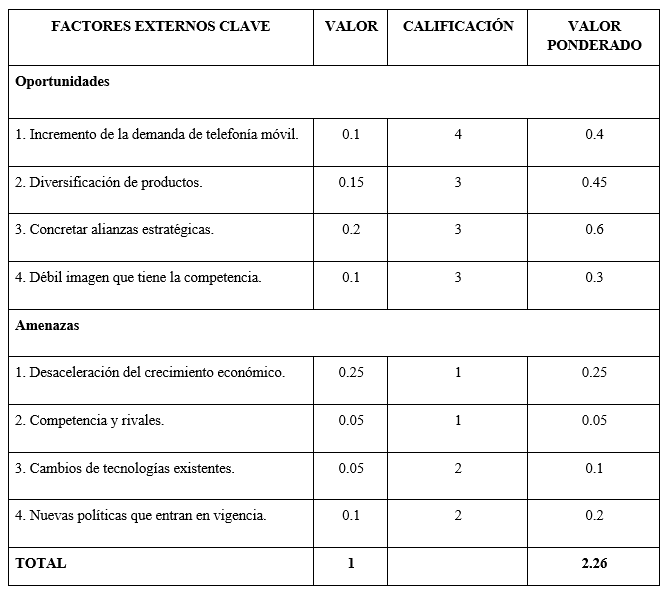 FACTORES EXTERNOS CLAVE VALOR CALIFICACIÓN VALOR PONDERADO
Oportunidades
1. Incremento de la demanda de telefonía móvil. 0.1 4 0.4
2. Diversificación de productos. 0.15 3 0.45
3. Concretar alianzas estratégicas. 0.2 3 0.6
4. Débil imagen que tiene la competencia. 0.1 3 0.3
Amenazas
1. Desaceleración del crecimiento económico. 0.25 1 0.25
2. Competencia y rivales. 0.05 1 0.05
3. Cambios de tecnologías existentes. 0.05 2 0.1
4. Nuevas políticas que entran en vigencia. 0.1 2 0.2
TOTAL 1 2.26